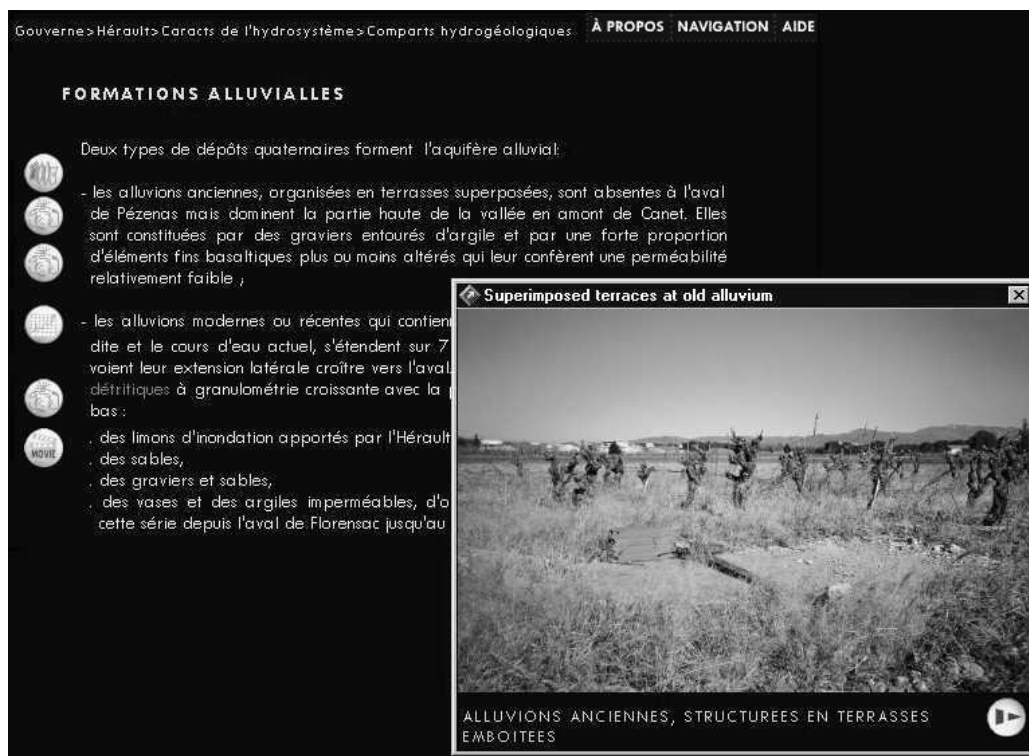 Gouverne>Hérault>Caracts de l'hydrosystème>Comparts hydrogéologiques
À PROPOS NAVIGATION AIDE
FORMATIONS ALLUVIALLES
Deux types de dépôts quaternaires forment l'aquifère alluvial:
- les alluvions anciennes, organisées en terrasses superposées, sont absentes à l'aval
de Pézenas mais dominent la partie haute de la vallée en amont de Canet. Elles
sont constituées par des graviers entourés d'argile et par une forte proportion
d'éléments fins basaltiques plus ou moins altérés qui leur confèrent une perméabilité
relativement faible ;
- les alluvions modernes ou récentes qui contienn
dite et le cours d'eau actuel, s'étendent sur 7
voient leur extension latérale croître vers l'aval.
détritiques à granulométrie croissante avec la p
bas :
. des limons d'inondation apportés par l'Hérault
. des sables,
. des graviers et sables,
. des vases et des argiles imperméables, d'o
cette série depuis l'aval de Florensac jusqu'au
MOVIE
Superimposed terraces at old alluvium
ALLUVIONS ANCIENNES, STRUCTUREES EN TERRASSES
EMBOITEES